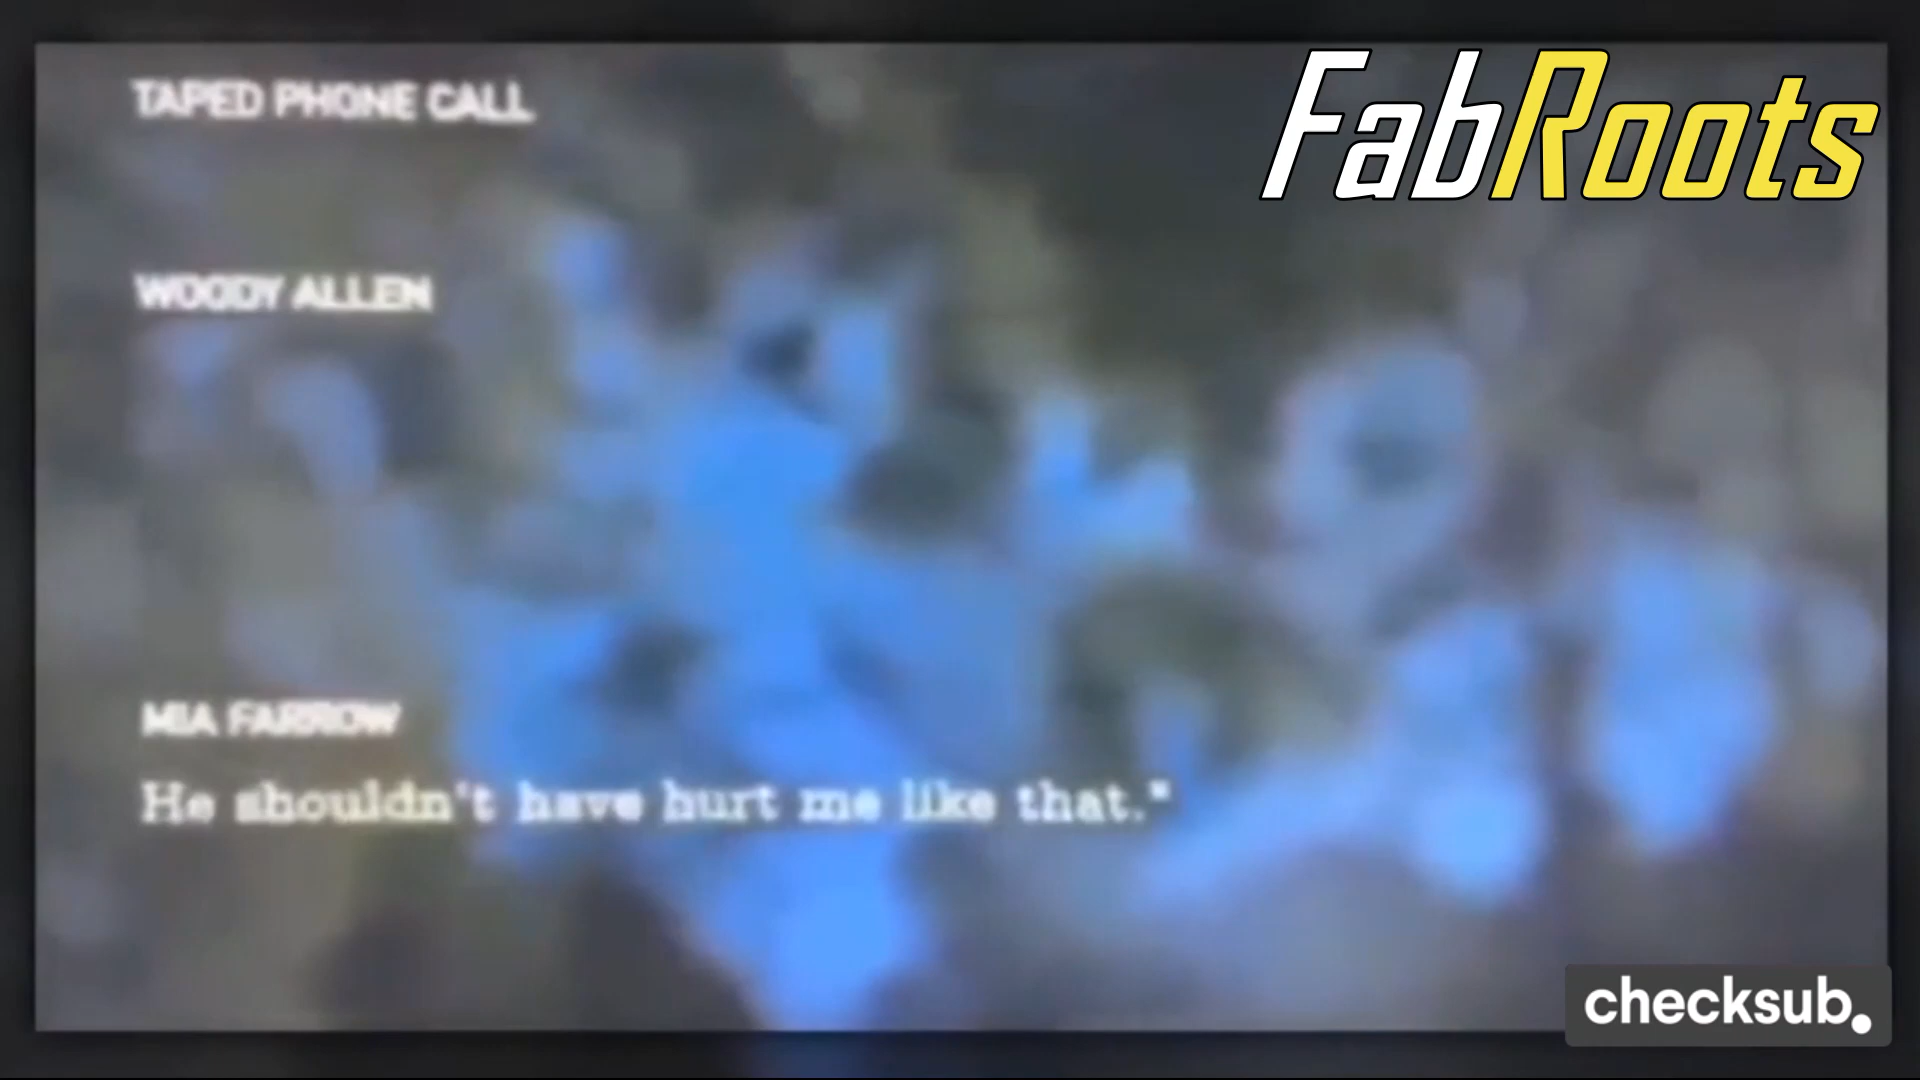 TAPED PHONE CALL
FabRoots
WOODY ALLEN
MIA FARROW
He shouldn't have hurt me like that."
checksub.